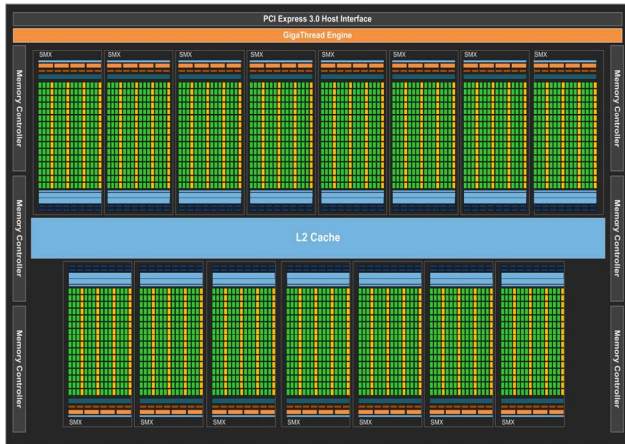 PCI Express 3.0 Host Interface
GigaThread Engine
SMX SMX SMX SMX SMX SMX SMX SMX
Memory Controller
Memory Controller
Memory Controller
Memory Controller
L2 Cache
Memory Controller
Memory Controller
SMX SMX SMX SMX SMX SMX SMX